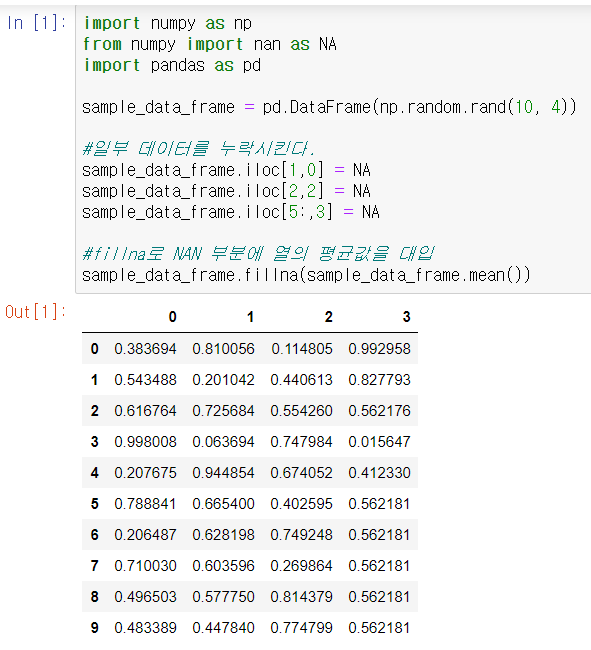 In [1]: import numpy as np
from numpy import nan as NA
import pandas as pd
sample_data_frame = pd.DataFrame(np.random.rand(10, 4))
#일부 데이터를 누락시킨다.
sample_data_frame.iloc[1,0] = NA
sample_data_frame.iloc[2,2] = NA
sample_data_frame.iloc[5:,3] = NA
#fillna로 NAN 부분에 열의 평균값을 대입
sample_data_frame.fillna(sample_data_frame.mean())
Out[1]:
0 1 2 3
0 0.383694 0.810056 0.114805 0.992958
1 0.543488 0.201042 0.440613 0.827793
2 0.616764 0.725684 0.554260 0.562176
3 0.998008 0.063694 0.747984 0.015647
4 0.207675 0.944854 0.674052 0.412330
5 0.788841 0.665400 0.402595 0.562181
6 0.206487 0.628198 0.749248 0.562181
7 0.710030 0.603596 0.269864 0.562181
8 0.496503 0.577750 0.814379 0.562181
9 0.483389 0.447840 0.774799 0.562181